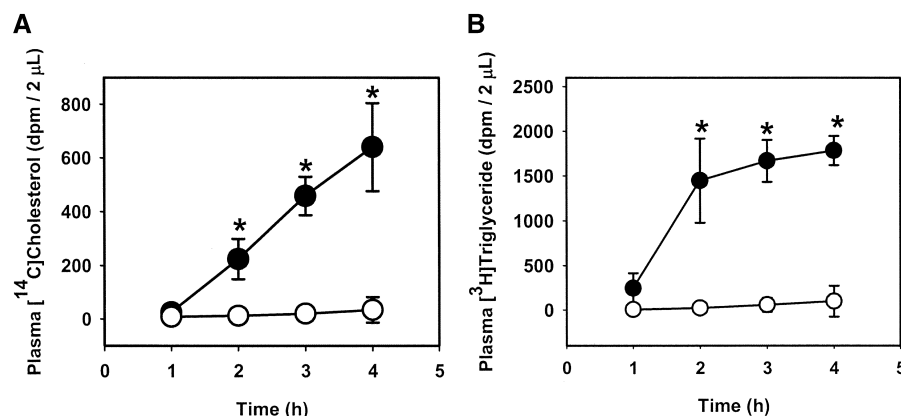 A
Plasma [14C]Cholesterol (dpm / 2 µL)
800
600
400
200
0
*
*
*
0 1 2 3 4 5
Time (h)
B
Plasma [3H]Triglyceride (dpm / 2 µL)
2500
2000
1500
1000
500
0
* * *
0 1 2 3 4 5
Time (h)